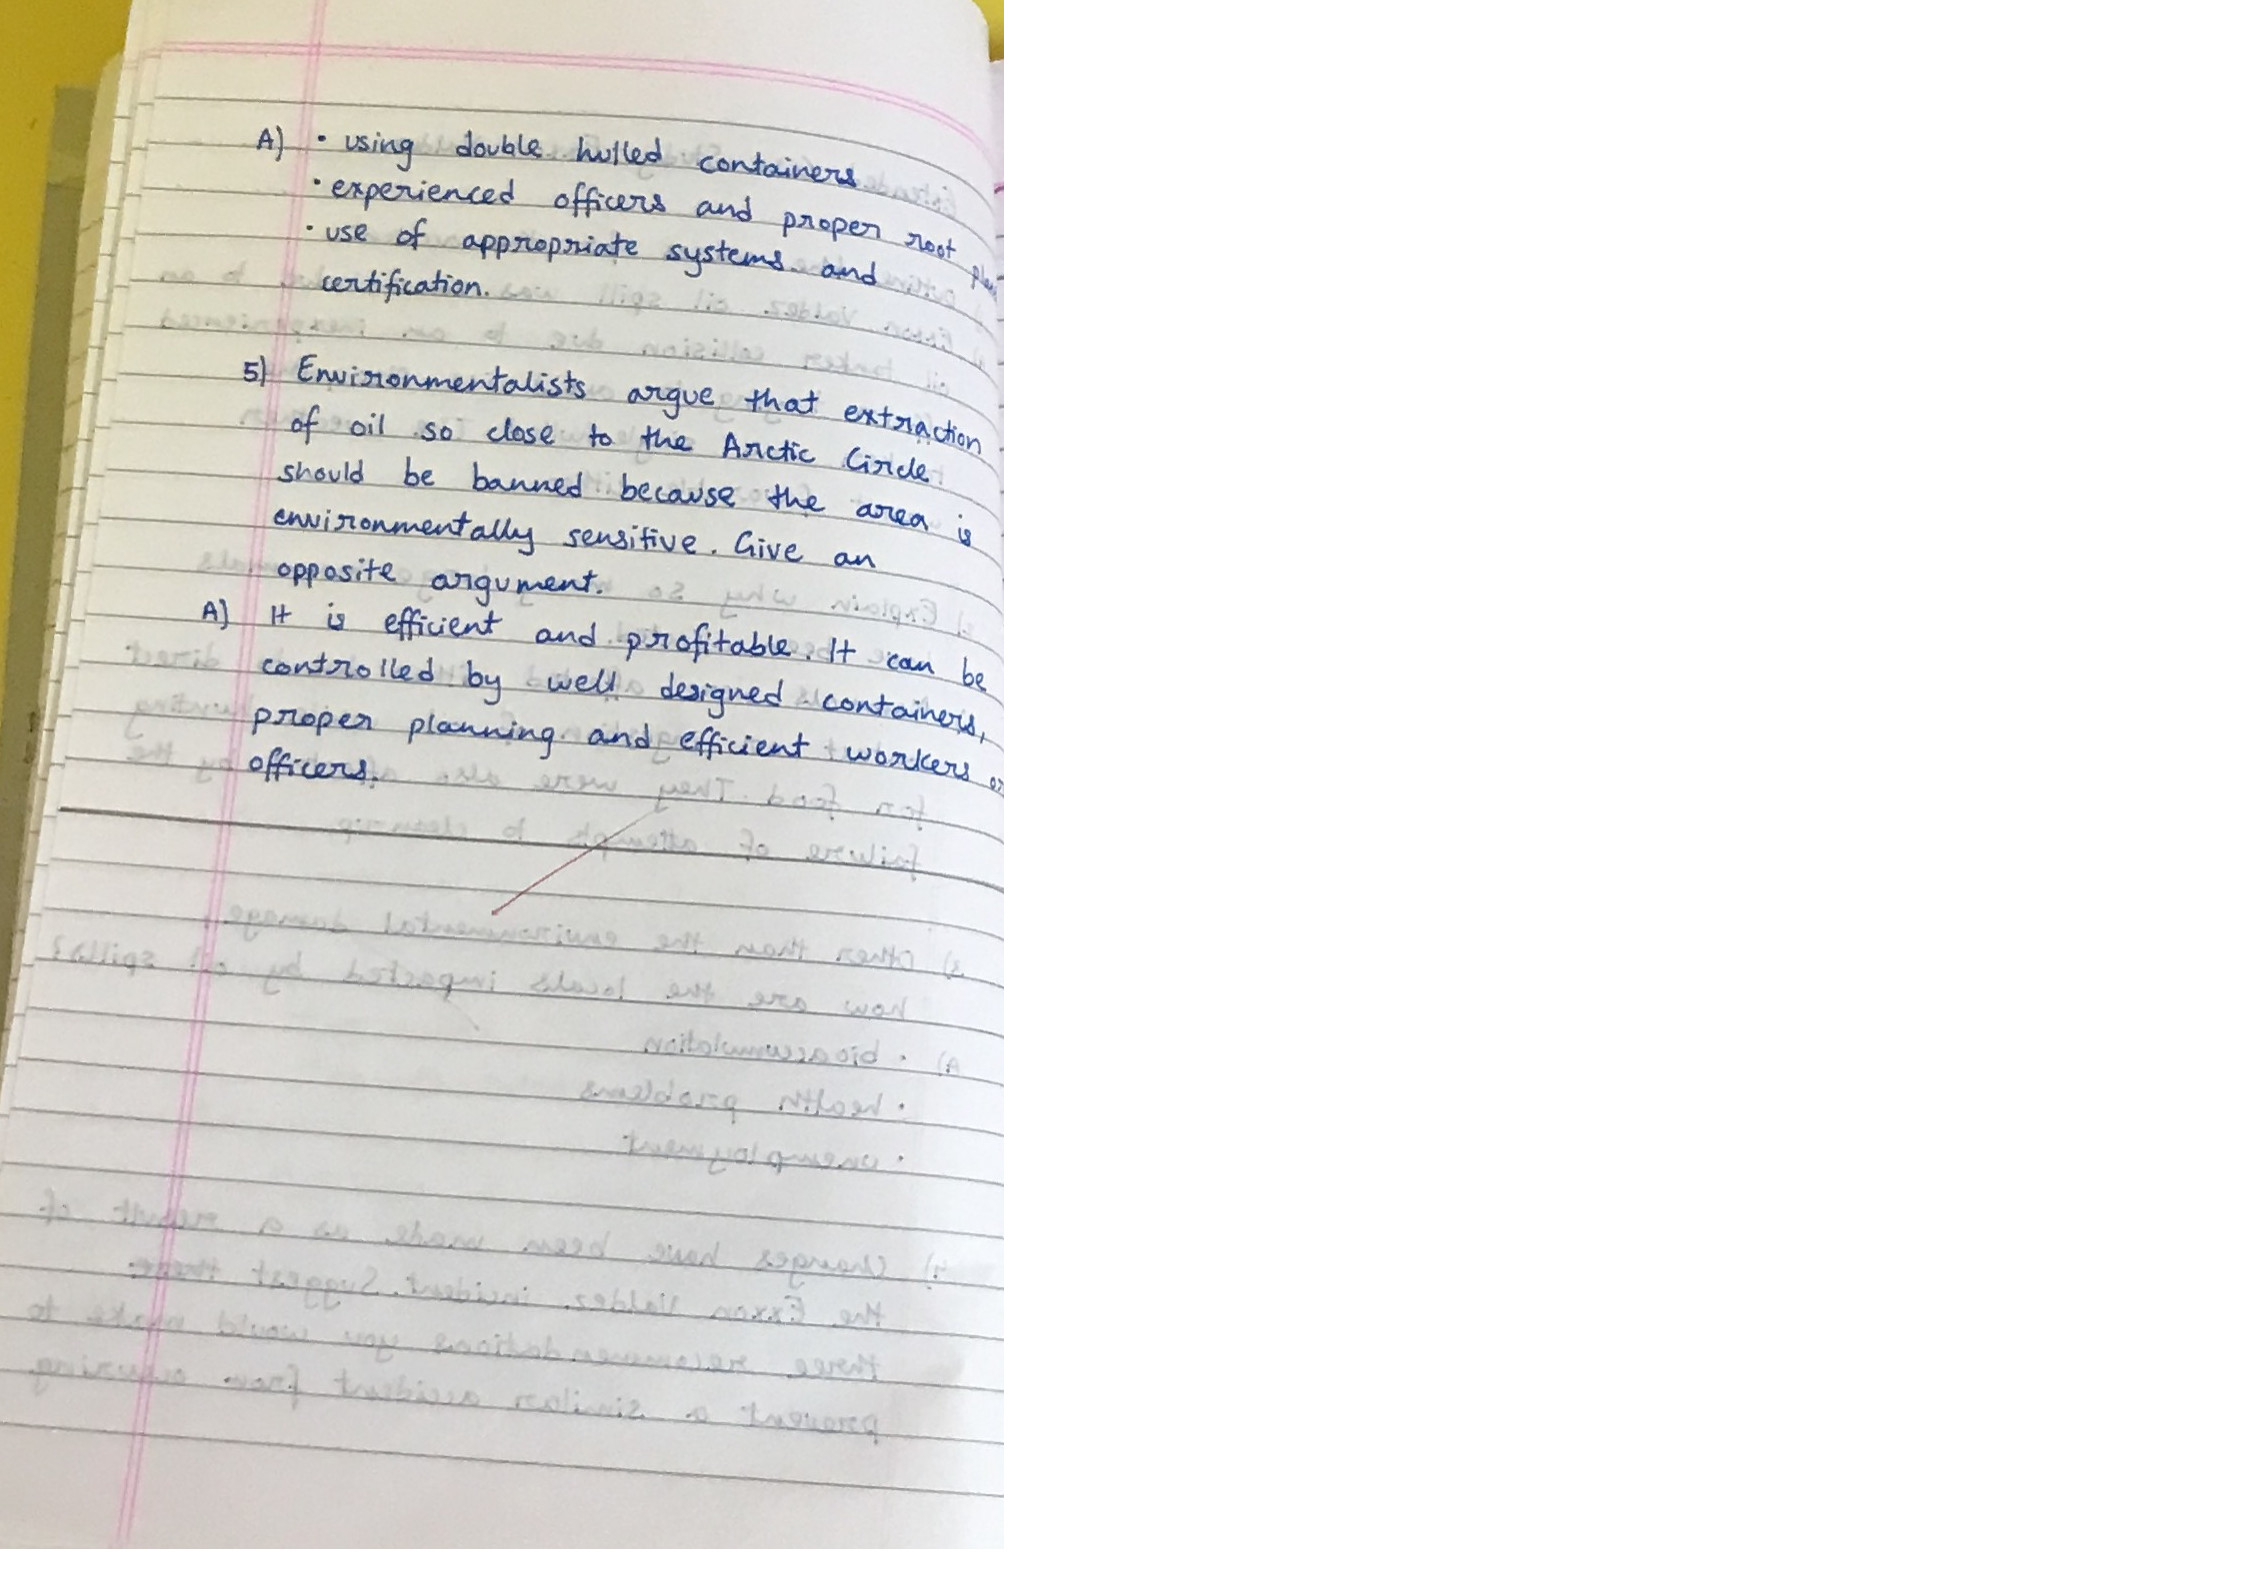 A) • using double hulled containers
• experienced officers and proper root
• use of appropriate systems and
certification.
5) Environmentalists argue that extraction
of oil so close to the Arctic Circle
should be banned because the area is
environmentally sensitive. Give an
opposite argument.
A) It is efficient and profitable. It can be
controlled by well designed containers,
proper planning and efficient workers
officers.